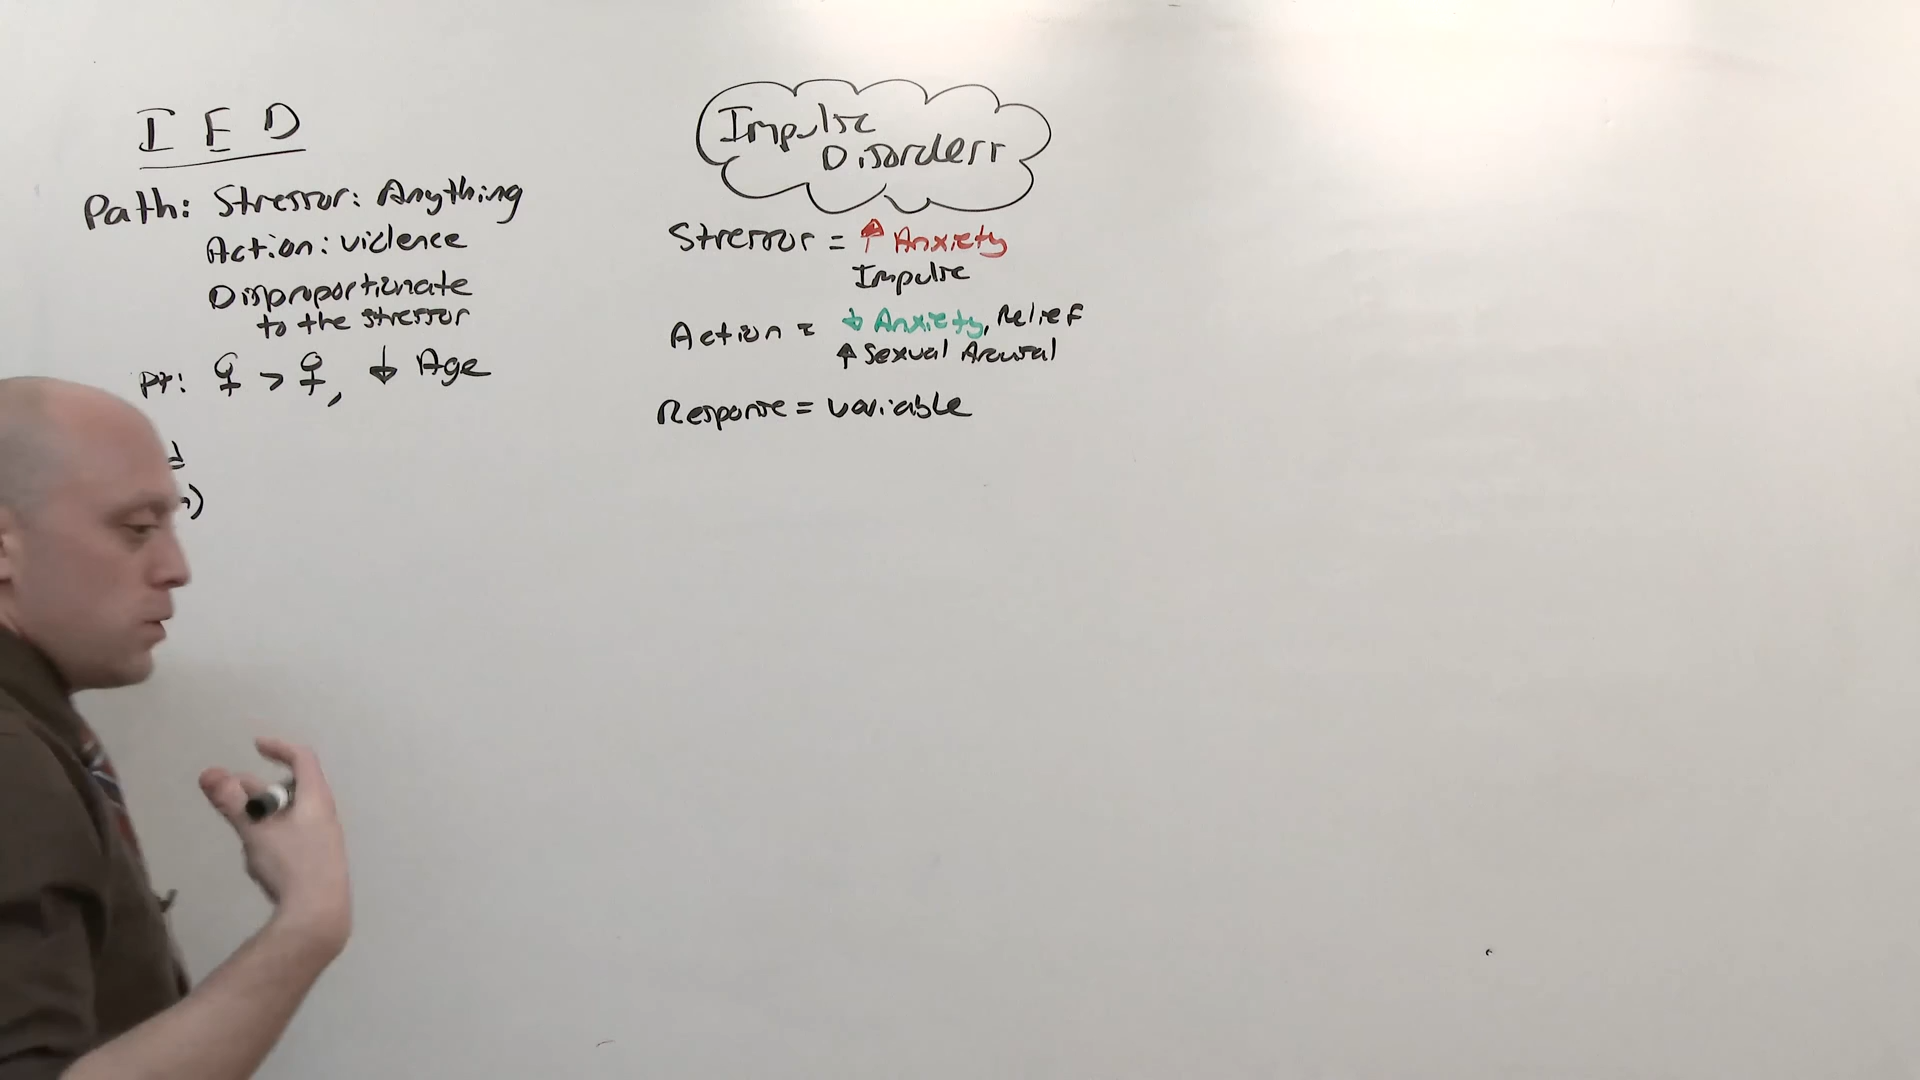 IED
Path: Stressor: Anything
Action: violence
Disproportionate
to the stressor
Pt: ♀ > ♀, ↓ Age
Impulse
Disorders
Stressor = ↑ Anxiety
Impulse
Action = ↓ Anxiety, Relief
↑ Sexual Arousal
Response = variable